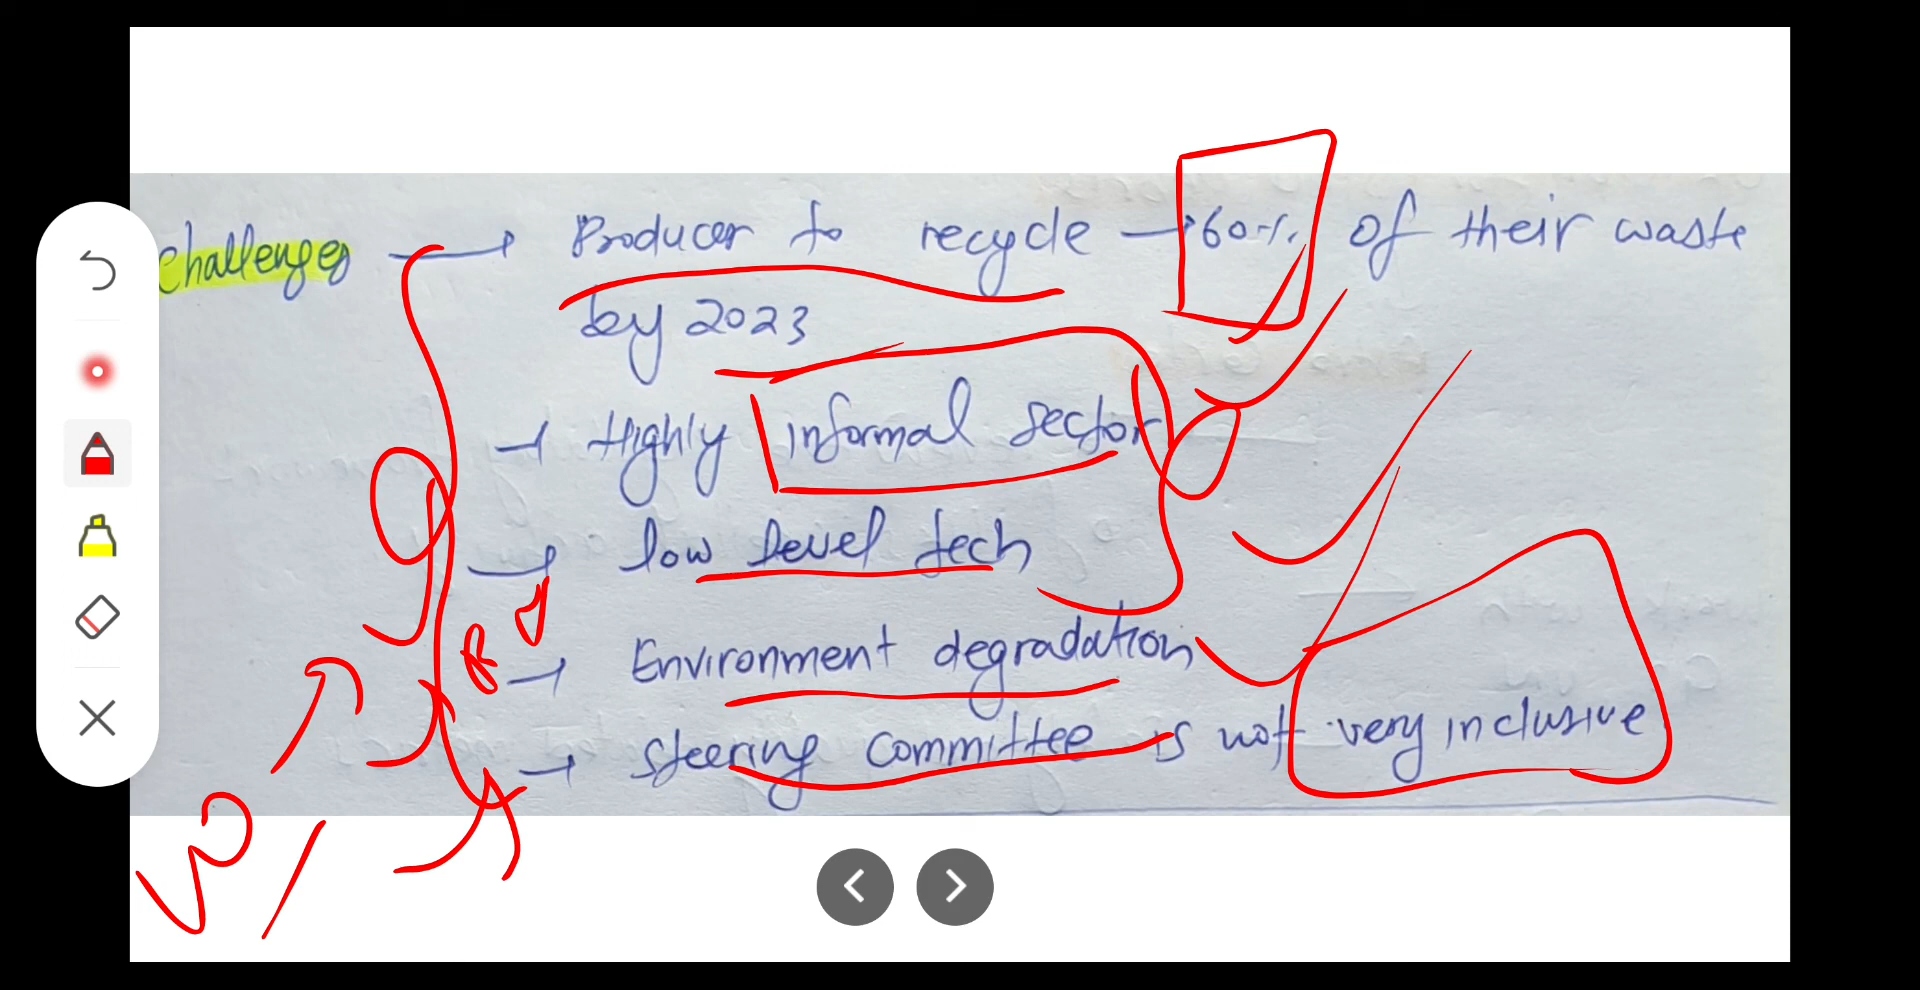 Challenges → Producer to recycle → 60% of their waste
by 2023
→ Highly informal sector
→ low level tech
→ Environment degradation
→ Steering committee is not very inclusive